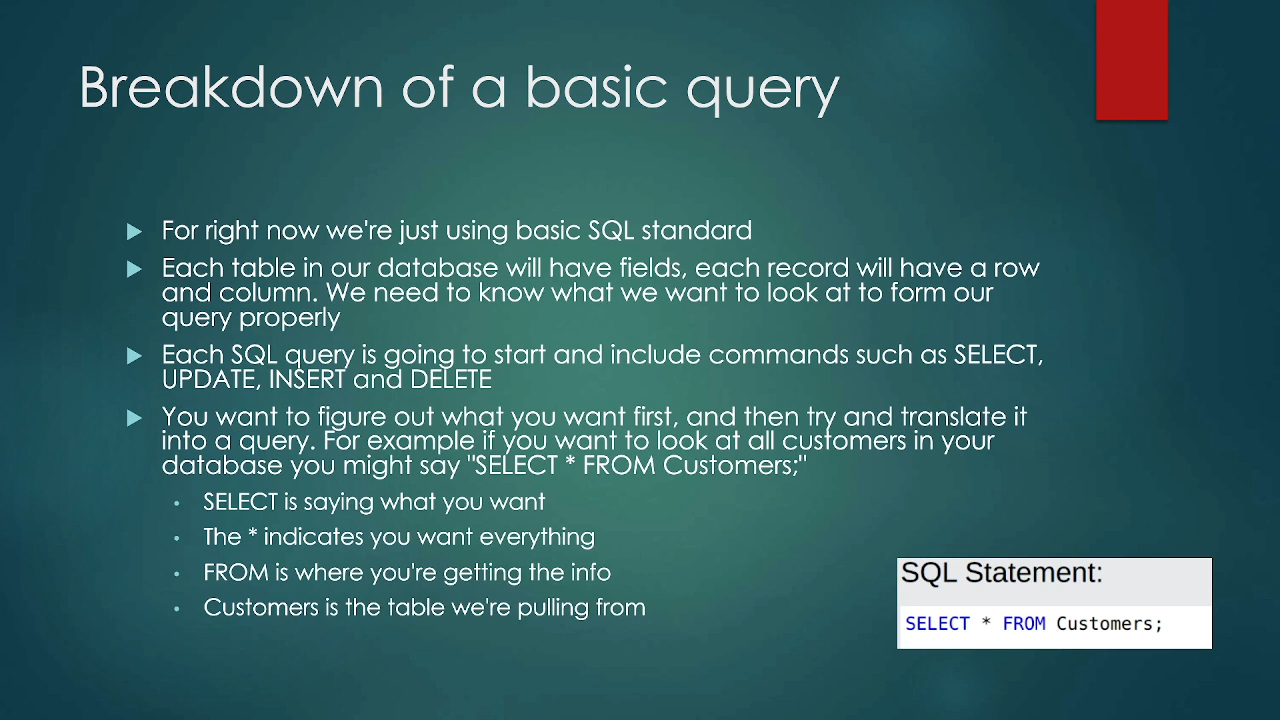 Breakdown of a basic query
For right now we're just using basic SQL standard
Each table in our database will have fields, each record will have a row
and column. We need to know what we want to look at to form our
query properly
Each SQL query is going to start and include commands such as SELECT,
UPDATE, INSERT and DELETE
You want to figure out what you want first, and then try and translate it
into a query. For example if you want to look at all customers in your
database you might say "SELECT * FROM Customers;"
SELECT is saying what you want
The * indicates you want everything
FROM is where you're getting the info
Customers is the table we're pulling from
SQL Statement:
SELECT * FROM Customers;